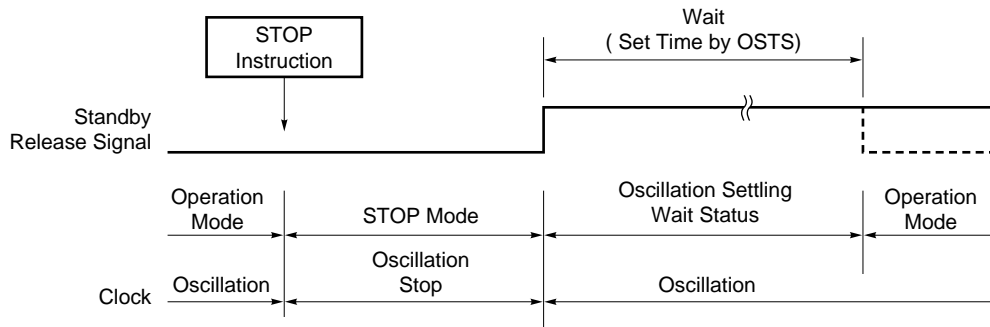 STOP
Instruction
Wait
( Set Time by OSTS)
Standby
Release Signal
Operation
Mode
STOP Mode
Oscillation Settling
Wait Status
Operation
Mode
Clock
Oscillation
Oscillation
Stop
Oscillation